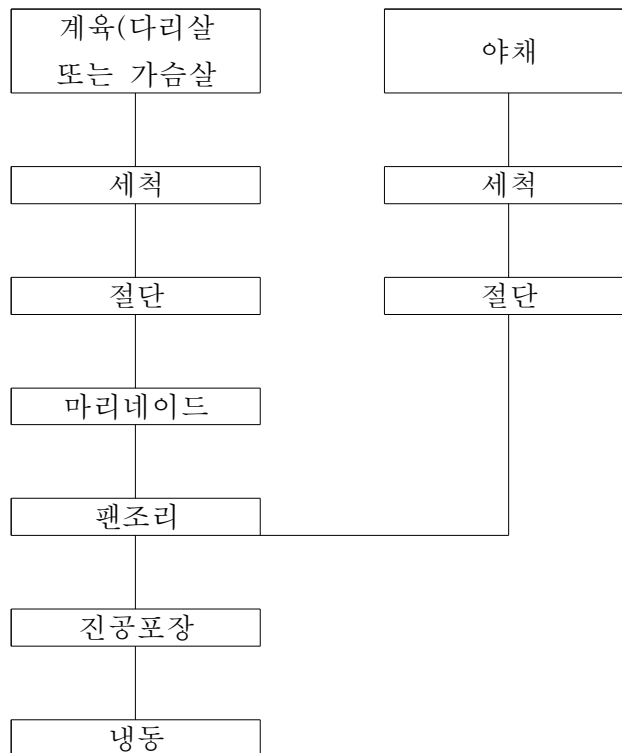 계육(다리살
또는 가슴살
야채
세척
세척
절단
절단
마리네이드
팬조리
진공포장
냉동